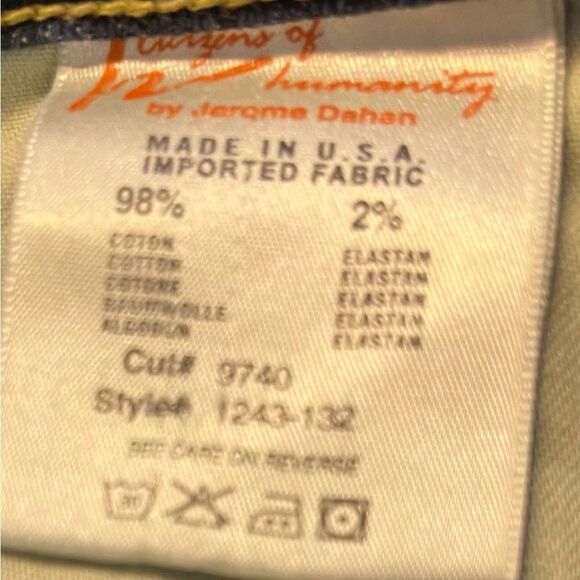 Citizens of
humanity
by Jerome Dahan
MADE IN U.S.A.
IMPORTED FABRIC
98% 2%
COTON ELASTAN
COTTON ELASTAN
COTONE ELASTAN
BAUMWOLLE ELASTAN
ALGODON ELASTAN
Cut# 9740
Style# 1243-132
SEE CARE ON REVERSE